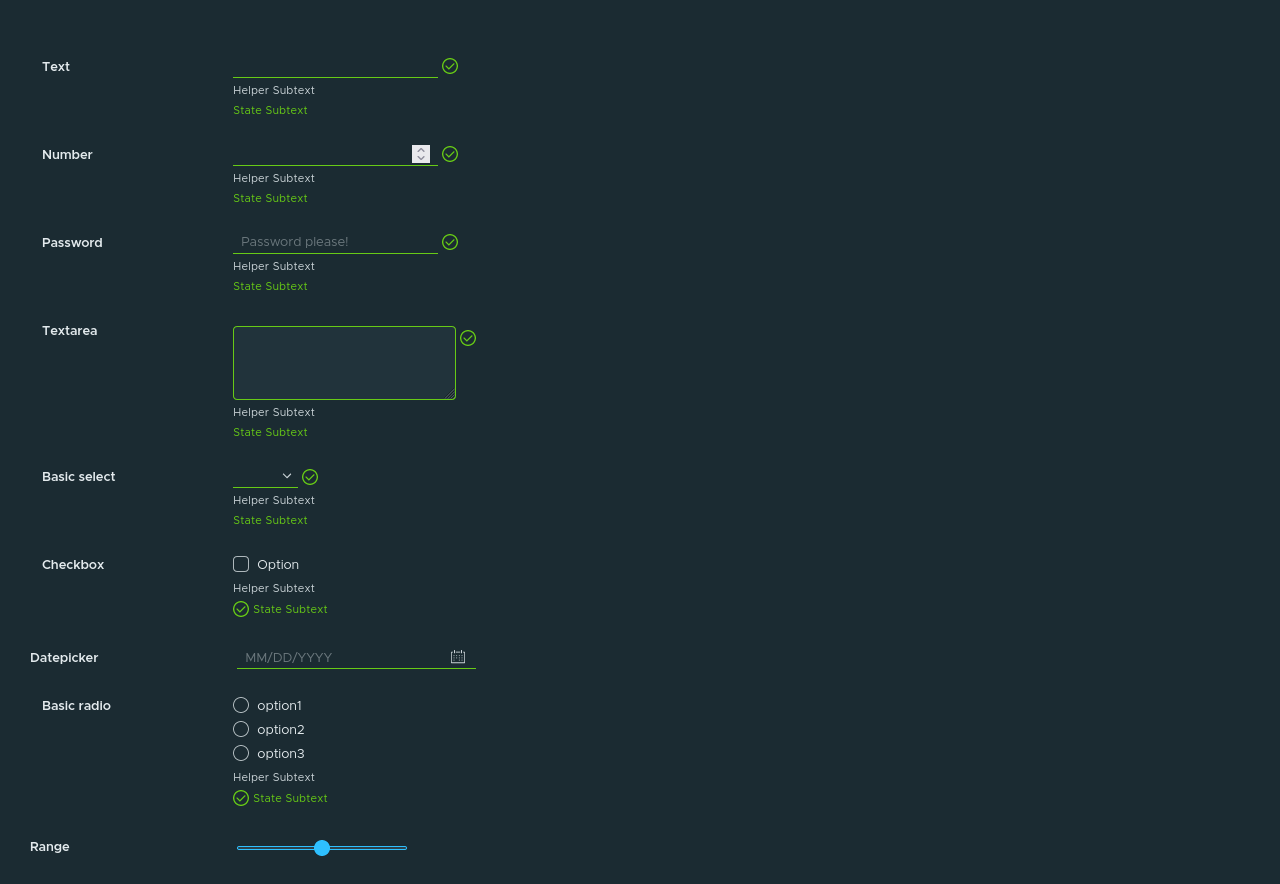 Text
Helper Subtext
State Subtext
Number
Helper Subtext
State Subtext
Password
Password please!
Helper Subtext
State Subtext
Textarea
Helper Subtext
State Subtext
Basic select
Helper Subtext
State Subtext
Checkbox
Option
Helper Subtext
State Subtext
Datepicker
MM/DD/YYYY
Basic radio
option1
option2
option3
Helper Subtext
State Subtext
Range